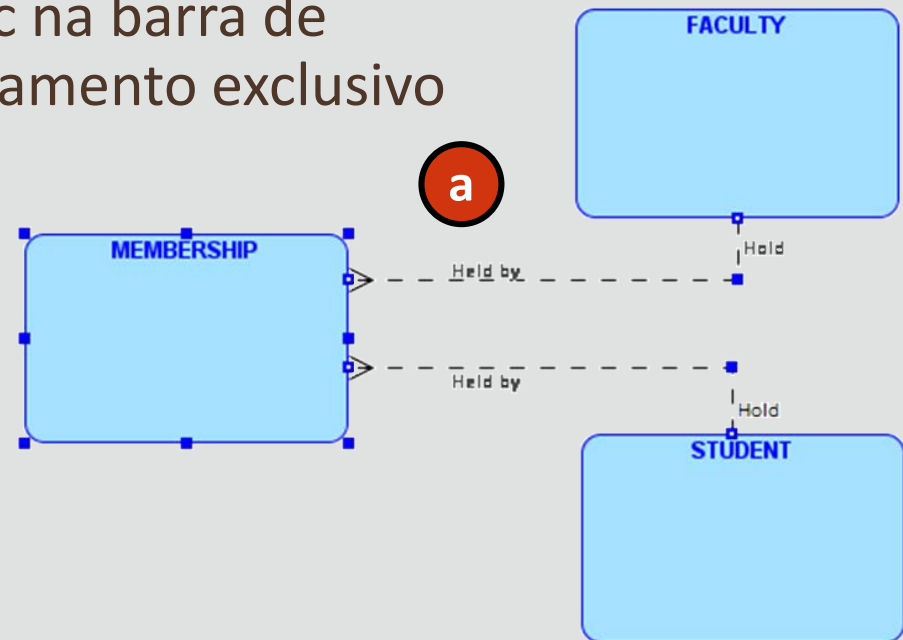 c na barra de
amento exclusivo
a
FACULTY
Hold
MEMBERSHIP
Held by
Held by
Hold
STUDENT